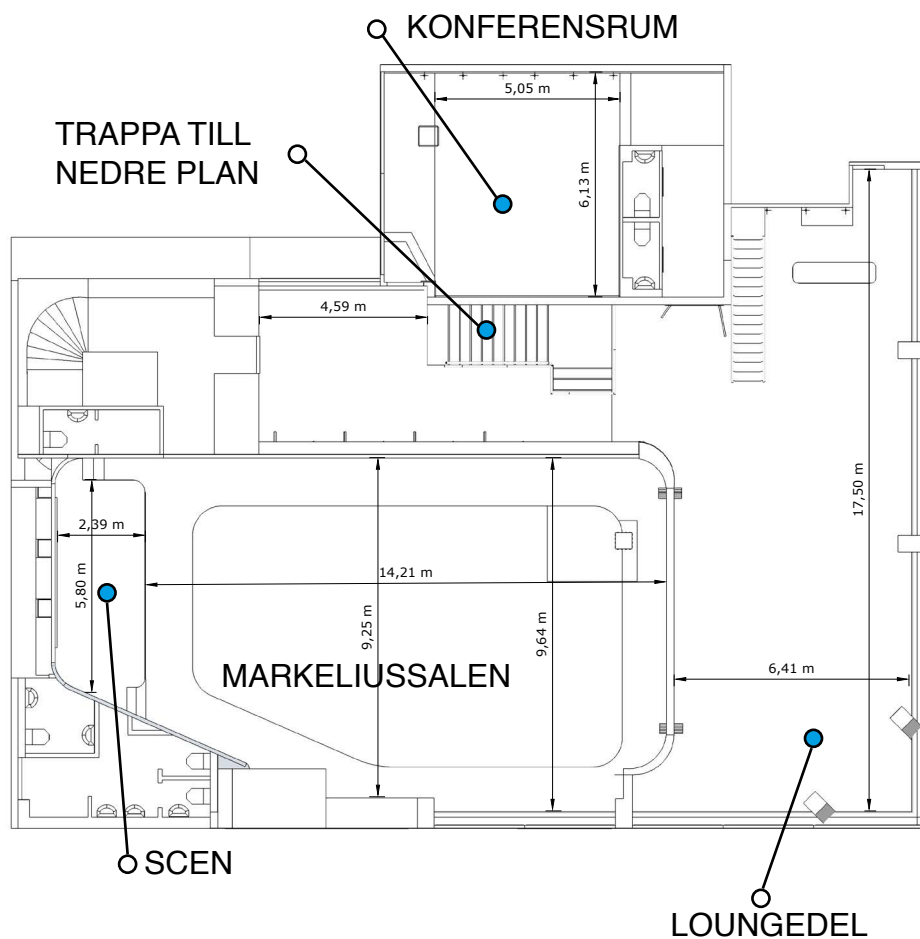 KONFERENSRUM
5,05 m
TRAPPA TILL
NEDRE PLAN
6,13 m
4,59 m
17,50 m
2,39 m
5,80 m
14,21 m
9,25 m
9,64 m
MARKELIUSSALEN
6,41 m
SCEN
LOUNGEDEL